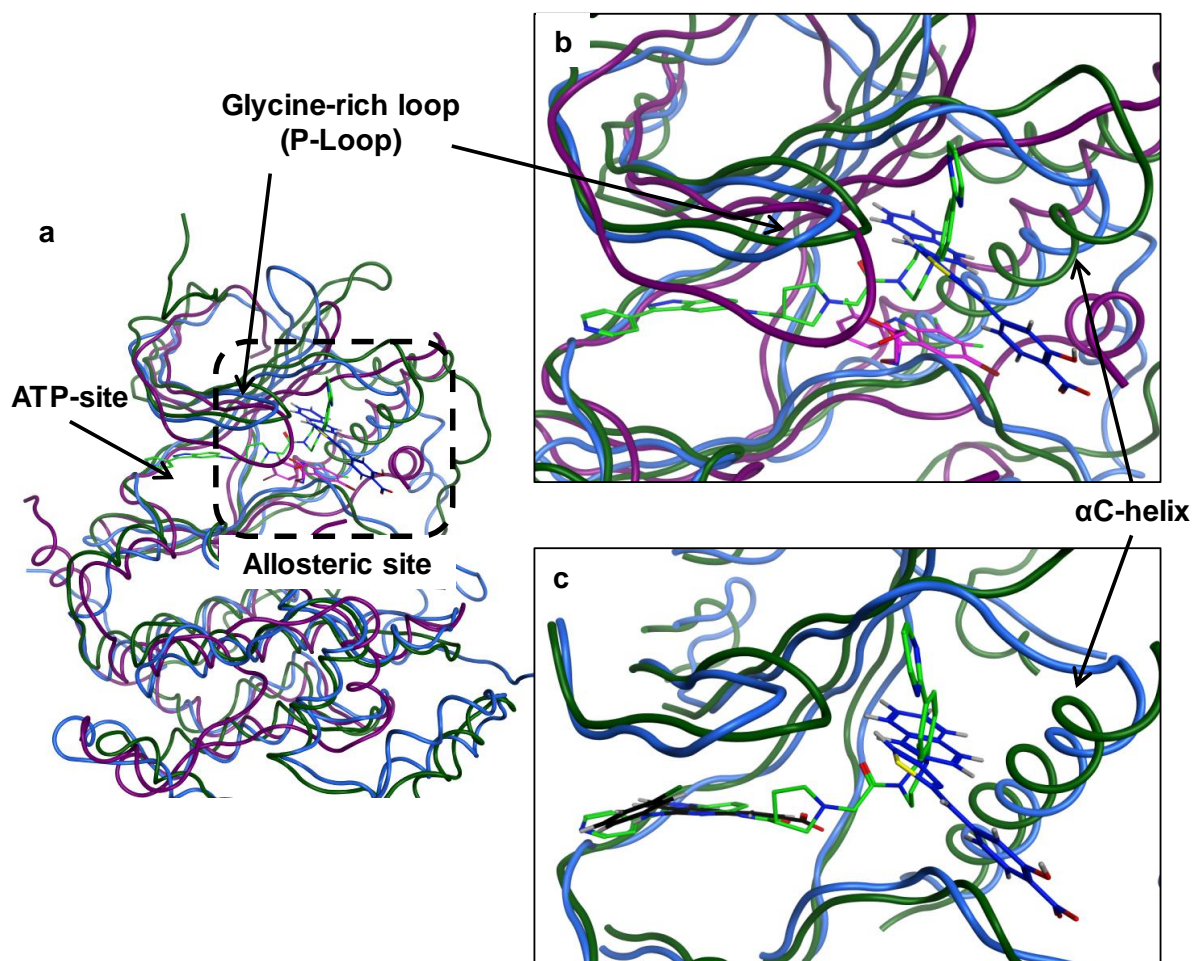 b
Glycine-rich loop
(P-Loop)
a
ATP-site
Allosteric site
αC-helix
c